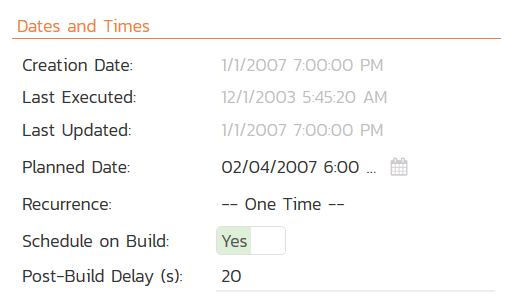 Dates and Times
Creation Date: 1/1/2007 7:00:00 PM
Last Executed: 12/1/2003 5:45:20 AM
Last Updated: 1/1/2007 7:00:00 PM
Planned Date: 02/04/2007 6:00 ...
Recurrence: -- One Time --
Schedule on Build: Yes
Post-Build Delay (s): 20